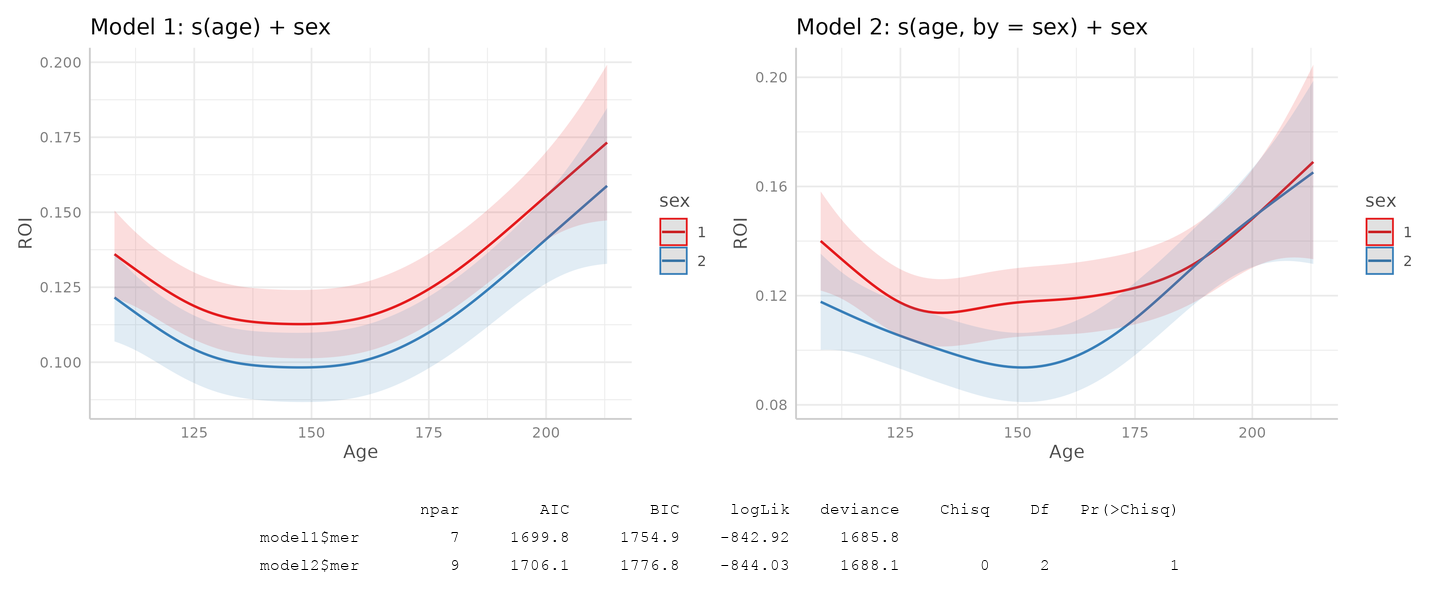 Model 1: s(age) + sex
0.200
0.175
0.150
0.125
0.100
ROI
125 150 175 200
Age
sex
1
2
Model 2: s(age, by = sex) + sex
0.20
0.16
0.12
0.08
ROI
125 150 175 200
Age
sex
1
2
npar AIC BIC logLik deviance Chisq Df Pr(>Chisq)
model1$mer 7 1699.8 1754.9 -842.92 1685.8
model2$mer 9 1706.1 1776.8 -844.03 1688.1 0 2 1